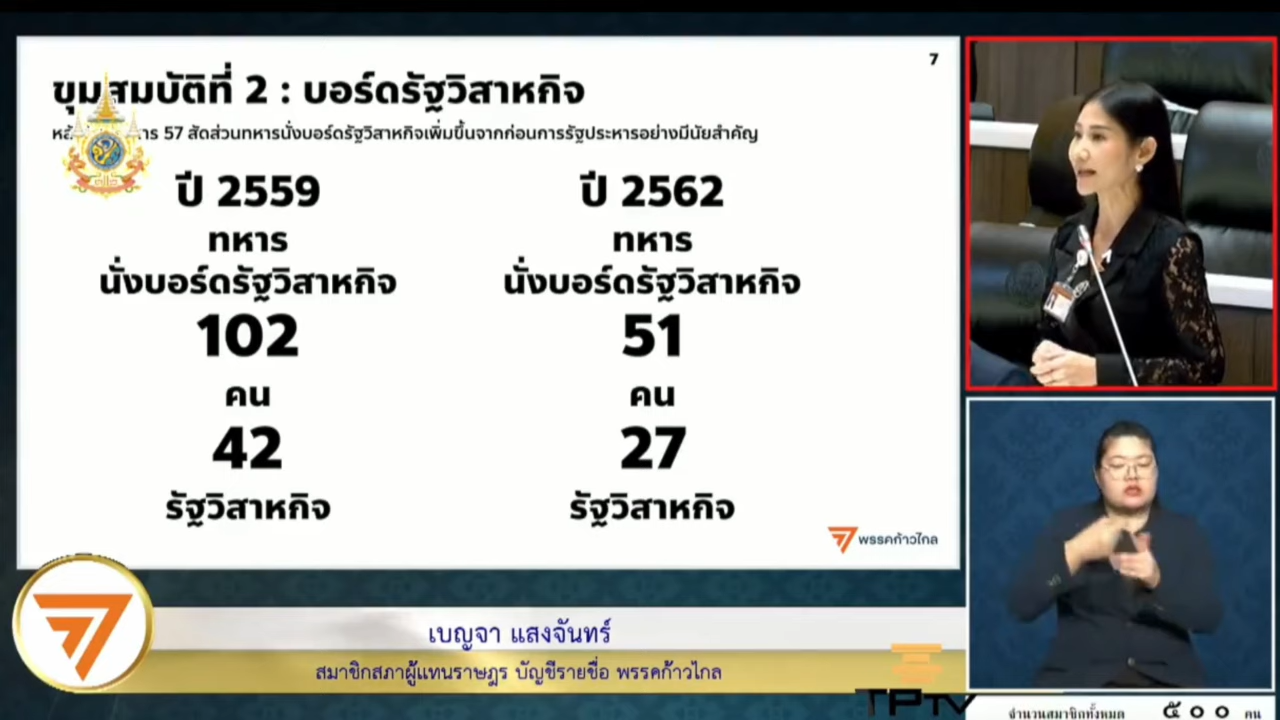 7
ขุมสมบัติที่ 2 : บอร์ดรัฐวิสาหกิจ
57 สัดส่วนทหารนั่งบอร์ดรัฐวิสาหกิจเพิ่มขึ้นจากก่อนการรัฐประหารอย่างมีนัยสำคัญ
ปี 2559
ทหาร
นั่งบอร์ดรัฐวิสาหกิจ
102
คน
42
รัฐวิสาหกิจ
ปี 2562
ทหาร
นั่งบอร์ดรัฐวิสาหกิจ
51
คน
27
รัฐวิสาหกิจ
พรรคก้าวไกล
เบญจา แสงจันทร์
สมาชิกสภาผู้แทนราษฎร บัญชีรายชื่อ พรรคก้าวไกล
TPTV
จำนวนสมาชิกทั้งหมด ๕๐๐ คน